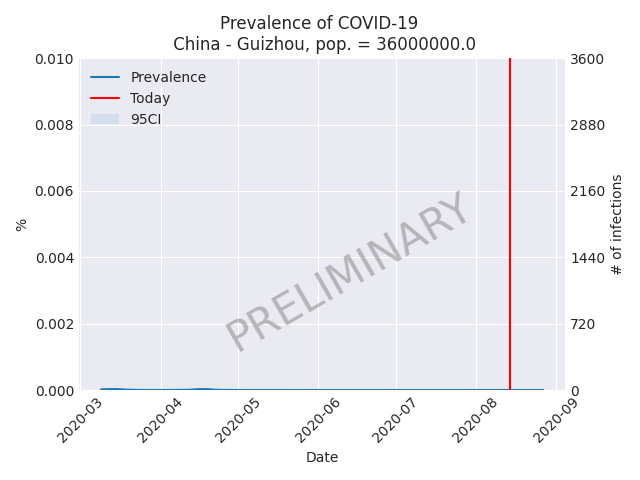 Prevalence of COVID-19
China - Guizhou, pop. = 36000000.0
Prevalence
Today
95CI
0.010
0.008
0.006
0.004
0.002
0.000
%
3600
2880
2160
1440
720
0
# of infections
PRELIMINARY
2020-03
2020-04
2020-05
2020-06
2020-07
2020-08
2020-09
Date